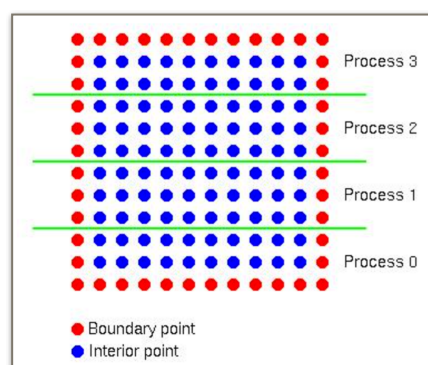 Process 3
Process 2
Process 1
Process 0
Boundary point
Interior point